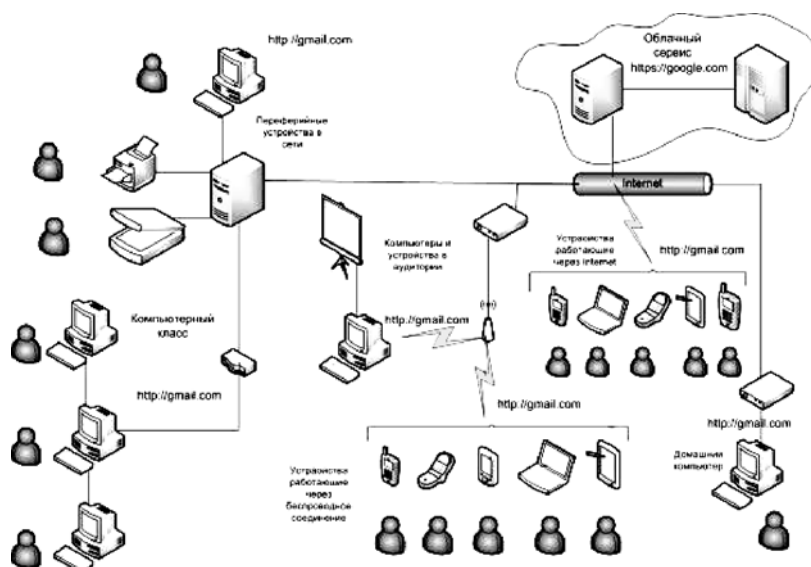 http://gmail.com
Облачный
сервис
https://google.com
Переферийные
устройства в
сети
Internet
Компьютеры и
устройства в
аудитории
Устройства
работающие
через internet
http://gmail.com
Компьютерный
класс
http://gmail.com
http://gmail.com
http://gmail.com
http://gmail.com
Домашний
компьютер
Устройства
работающие
через
беспроводное
соединение